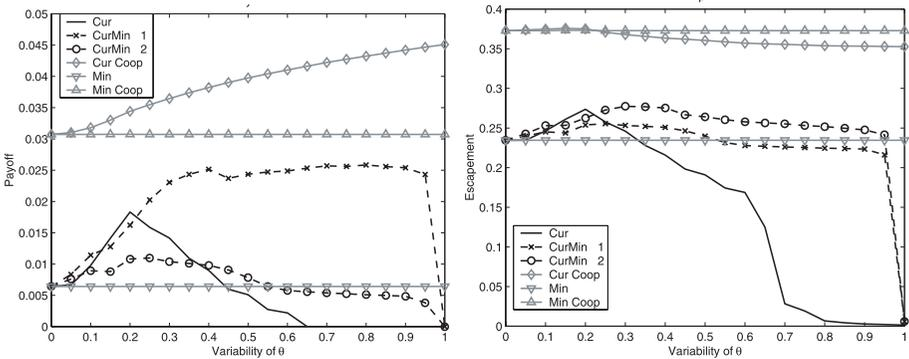 0.05
0.045
0.04
0.035
0.03
0.025
0.02
0.015
0.01
0.005
0
Payoff
Cur
CurMin 1
CurMin 2
Cur Coop
Min
Min Coop
0 0.1 0.2 0.3 0.4 0.5 0.6 0.7 0.8 0.9 1
Variability of θ
0.4
0.35
0.3
0.25
0.2
0.15
0.1
0.05
0
Escapement
Cur
CurMin 1
CurMin 2
Cur Coop
Min
Min Coop
0 0.1 0.2 0.3 0.4 0.5 0.6 0.7 0.8 0.9 1
Variability of θ